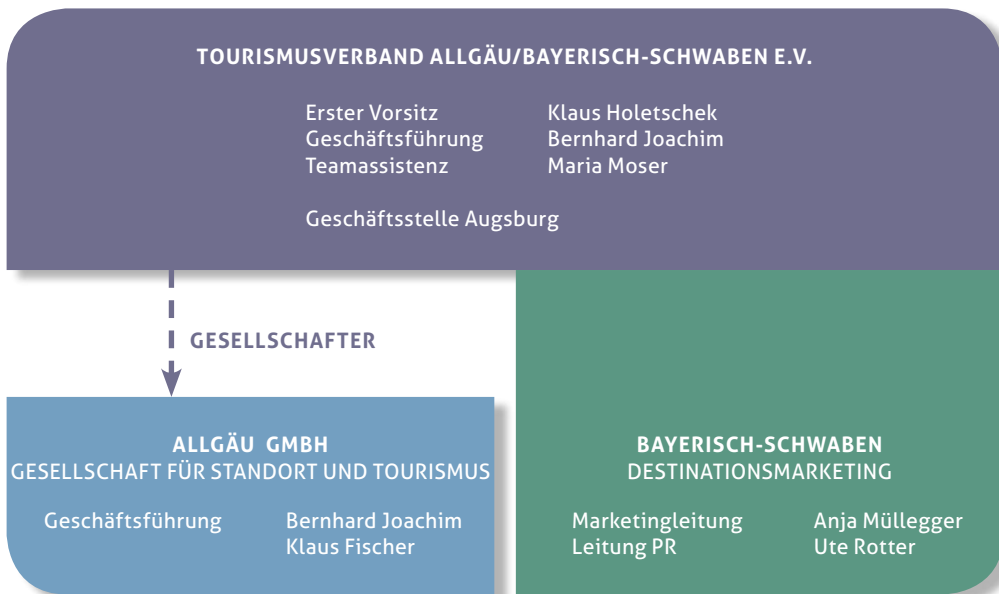 TOURISMUSVERBAND ALLGÄU/BAYERISCH-SCHWABEN E.V.
Erster Vorsitz Klaus Holetschek
Geschäftsführung Bernhard Joachim
Teamassistenz Maria Moser
Geschäftsstelle Augsburg
GESELLSCHAFTER
ALLGÄU GMBH
GESELLSCHAFT FÜR STANDORT UND TOURISMUS
Geschäftsführung Bernhard Joachim
Klaus Fischer
BAYERISCH-SCHWABEN
DESTINATIONSMARKETING
Marketingleitung Anja Müllegger
Leitung PR Ute Rotter